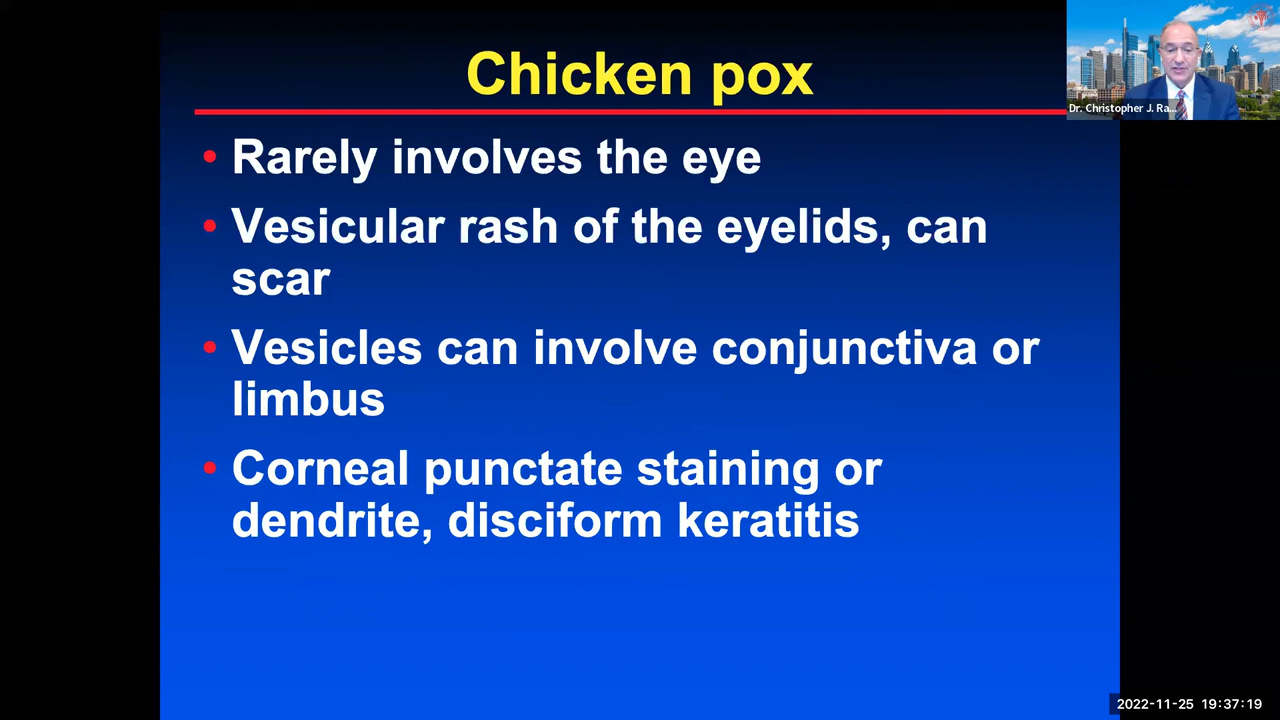 Chicken pox
Dr. Christopher J. Ra...
• Rarely involves the eye
• Vesicular rash of the eyelids, can
scar
• Vesicles can involve conjunctiva or
limbus
• Corneal punctate staining or
dendrite, disciform keratitis
2022-11-25 19:37:19